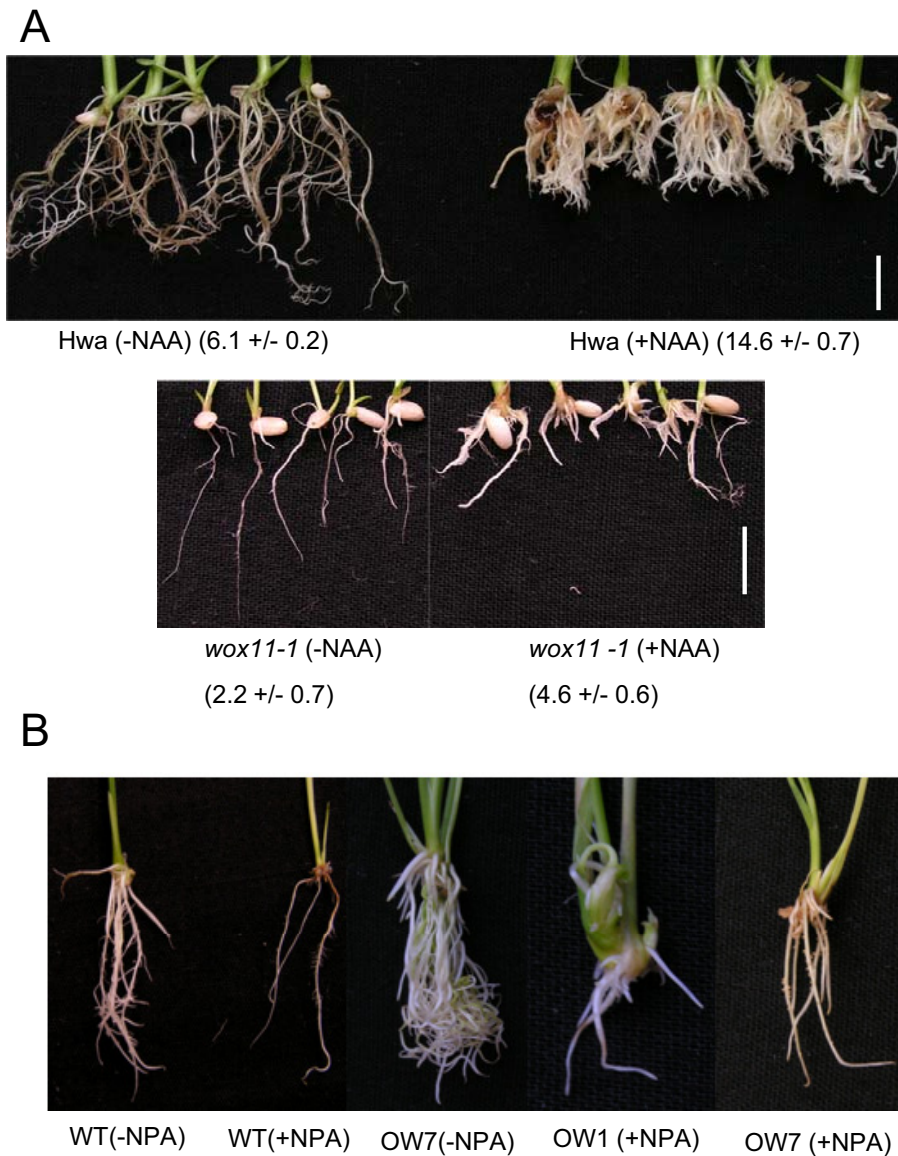 A
Hwa (-NAA) (6.1 +/- 0.2)
Hwa (+NAA) (14.6 +/- 0.7)
wox11-1 (-NAA)
(2.2 +/- 0.7)
wox11 -1 (+NAA)
(4.6 +/- 0.6)
B
WT(-NPA)
WT(+NPA)
OW7(-NPA)
OW1 (+NPA)
OW7 (+NPA)